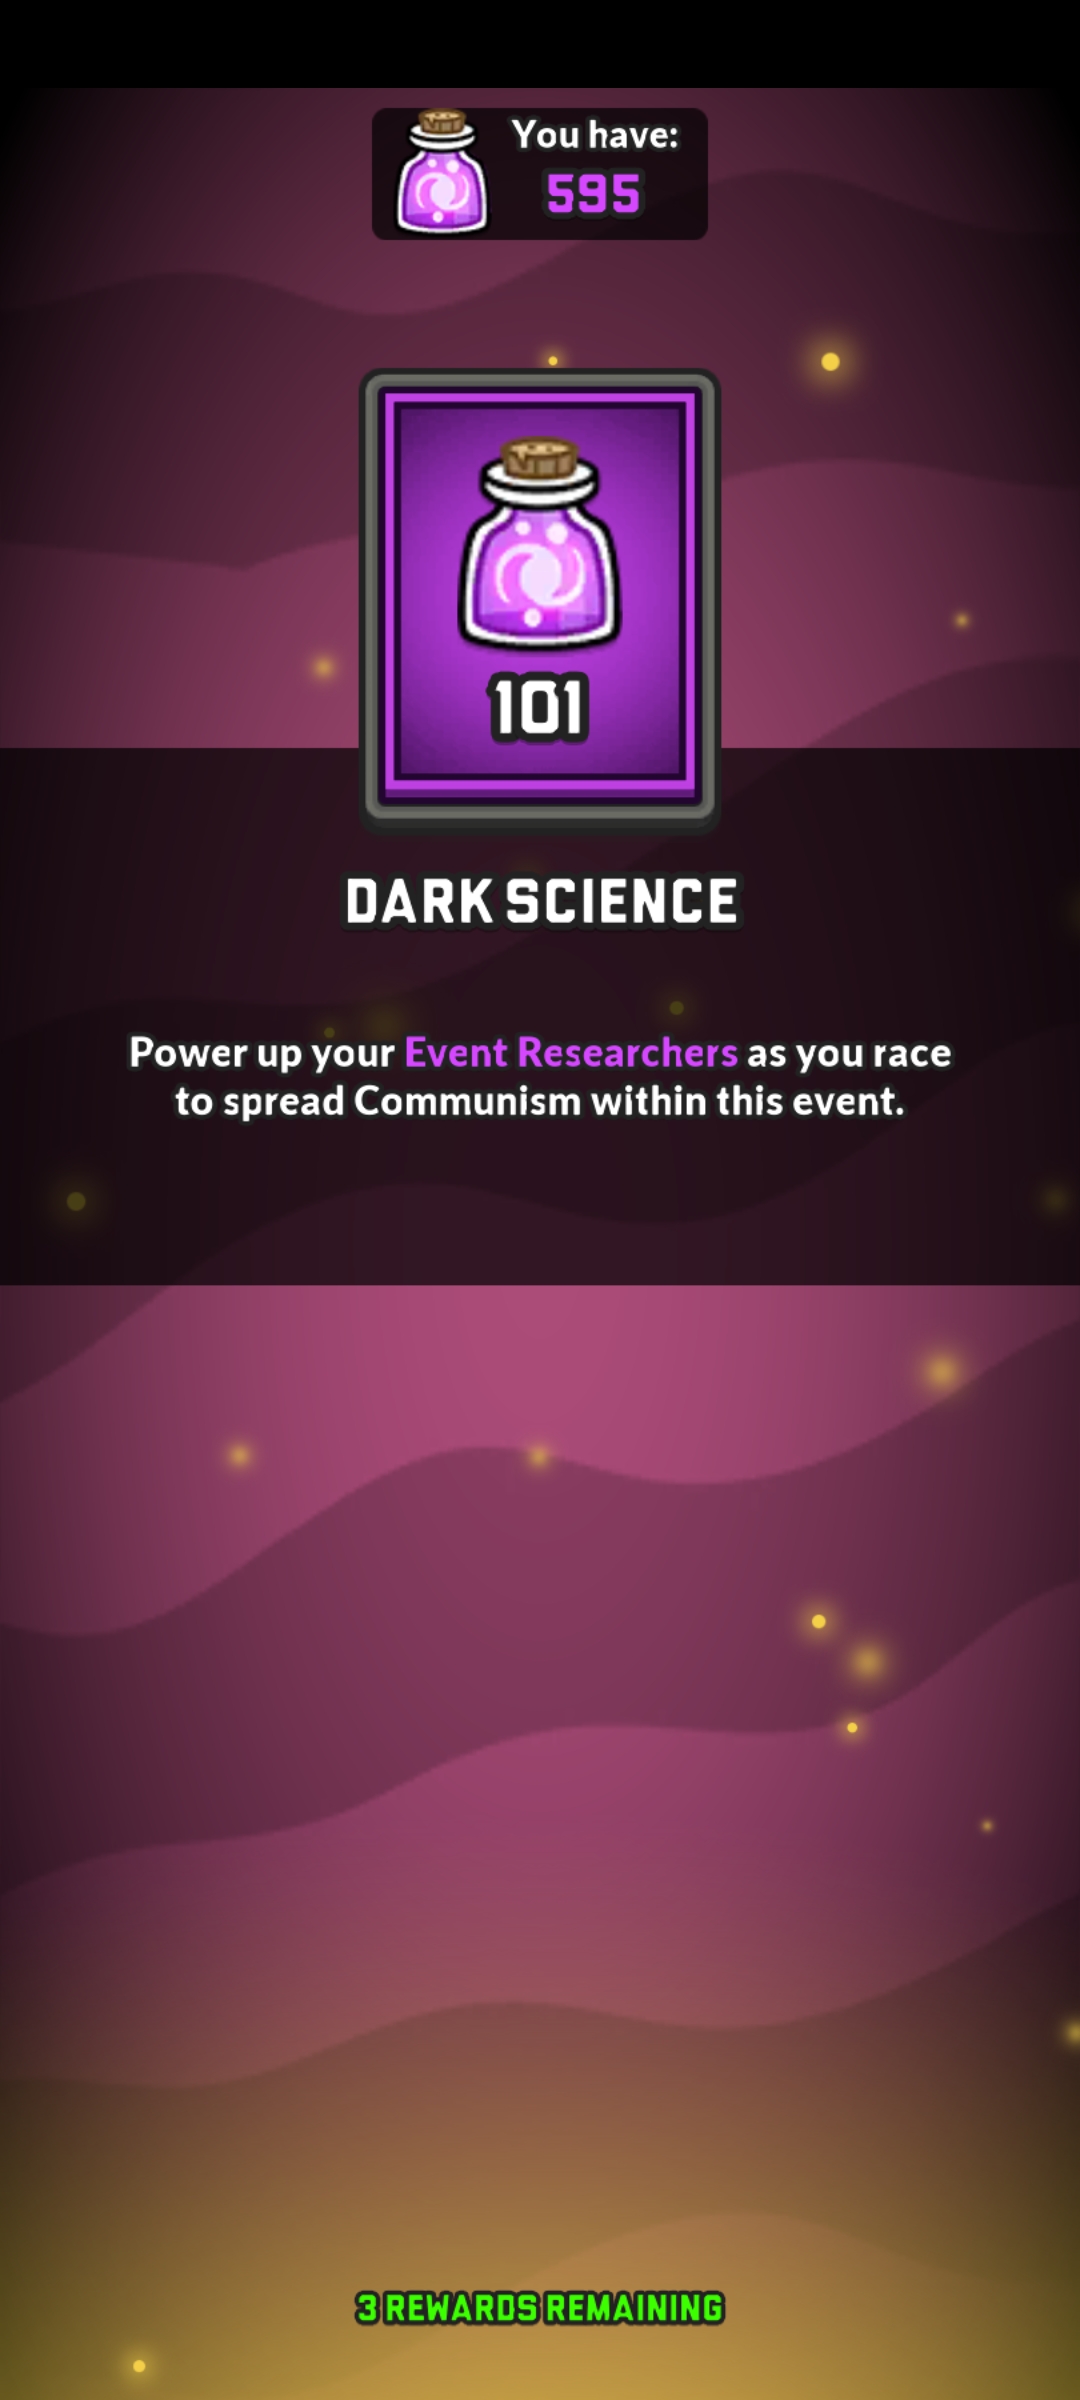 You have:
595
101
DARK SCIENCE
Power up your Event Researchers as you race
to spread Communism within this event.
3 REWARDS REMAINING